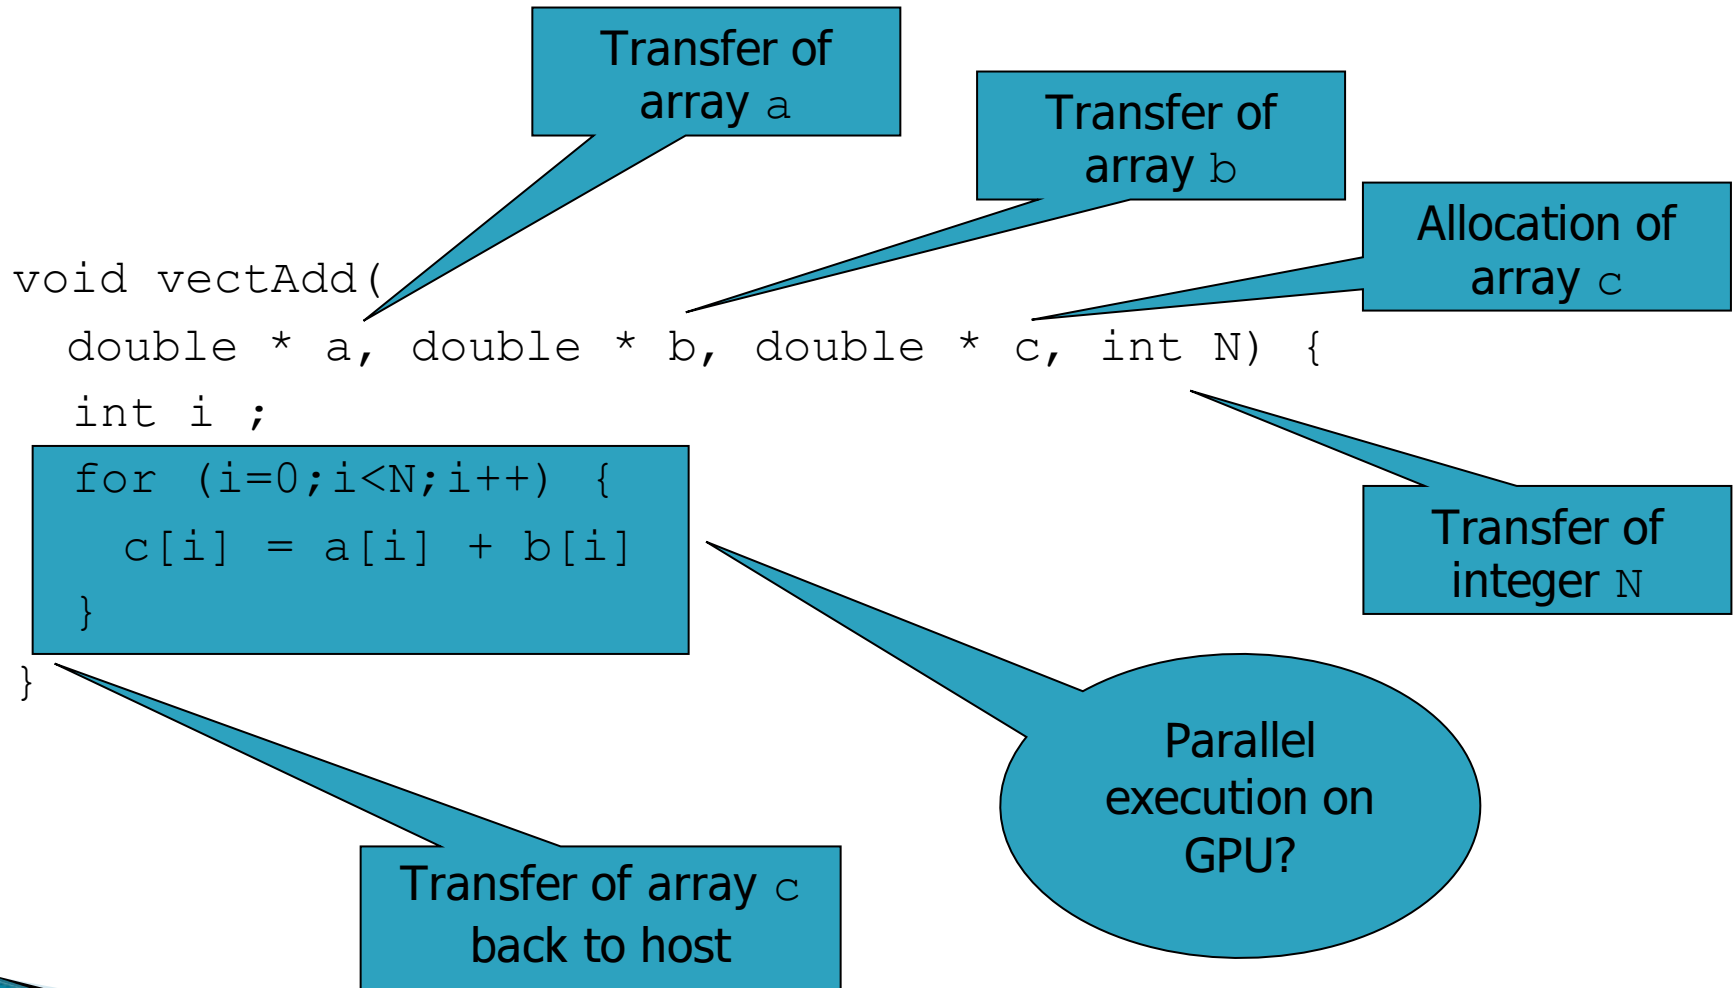 Transfer of
array a
Transfer of
array b
Allocation of
array c
void vectAdd(
double * a, double * b, double * c, int N) {
int i ;
for (i=0;i<N;i++) {
c[i] = a[i] + b[i]
}
}
Transfer of
integer N
Parallel
execution on
GPU?
Transfer of array c
back to host